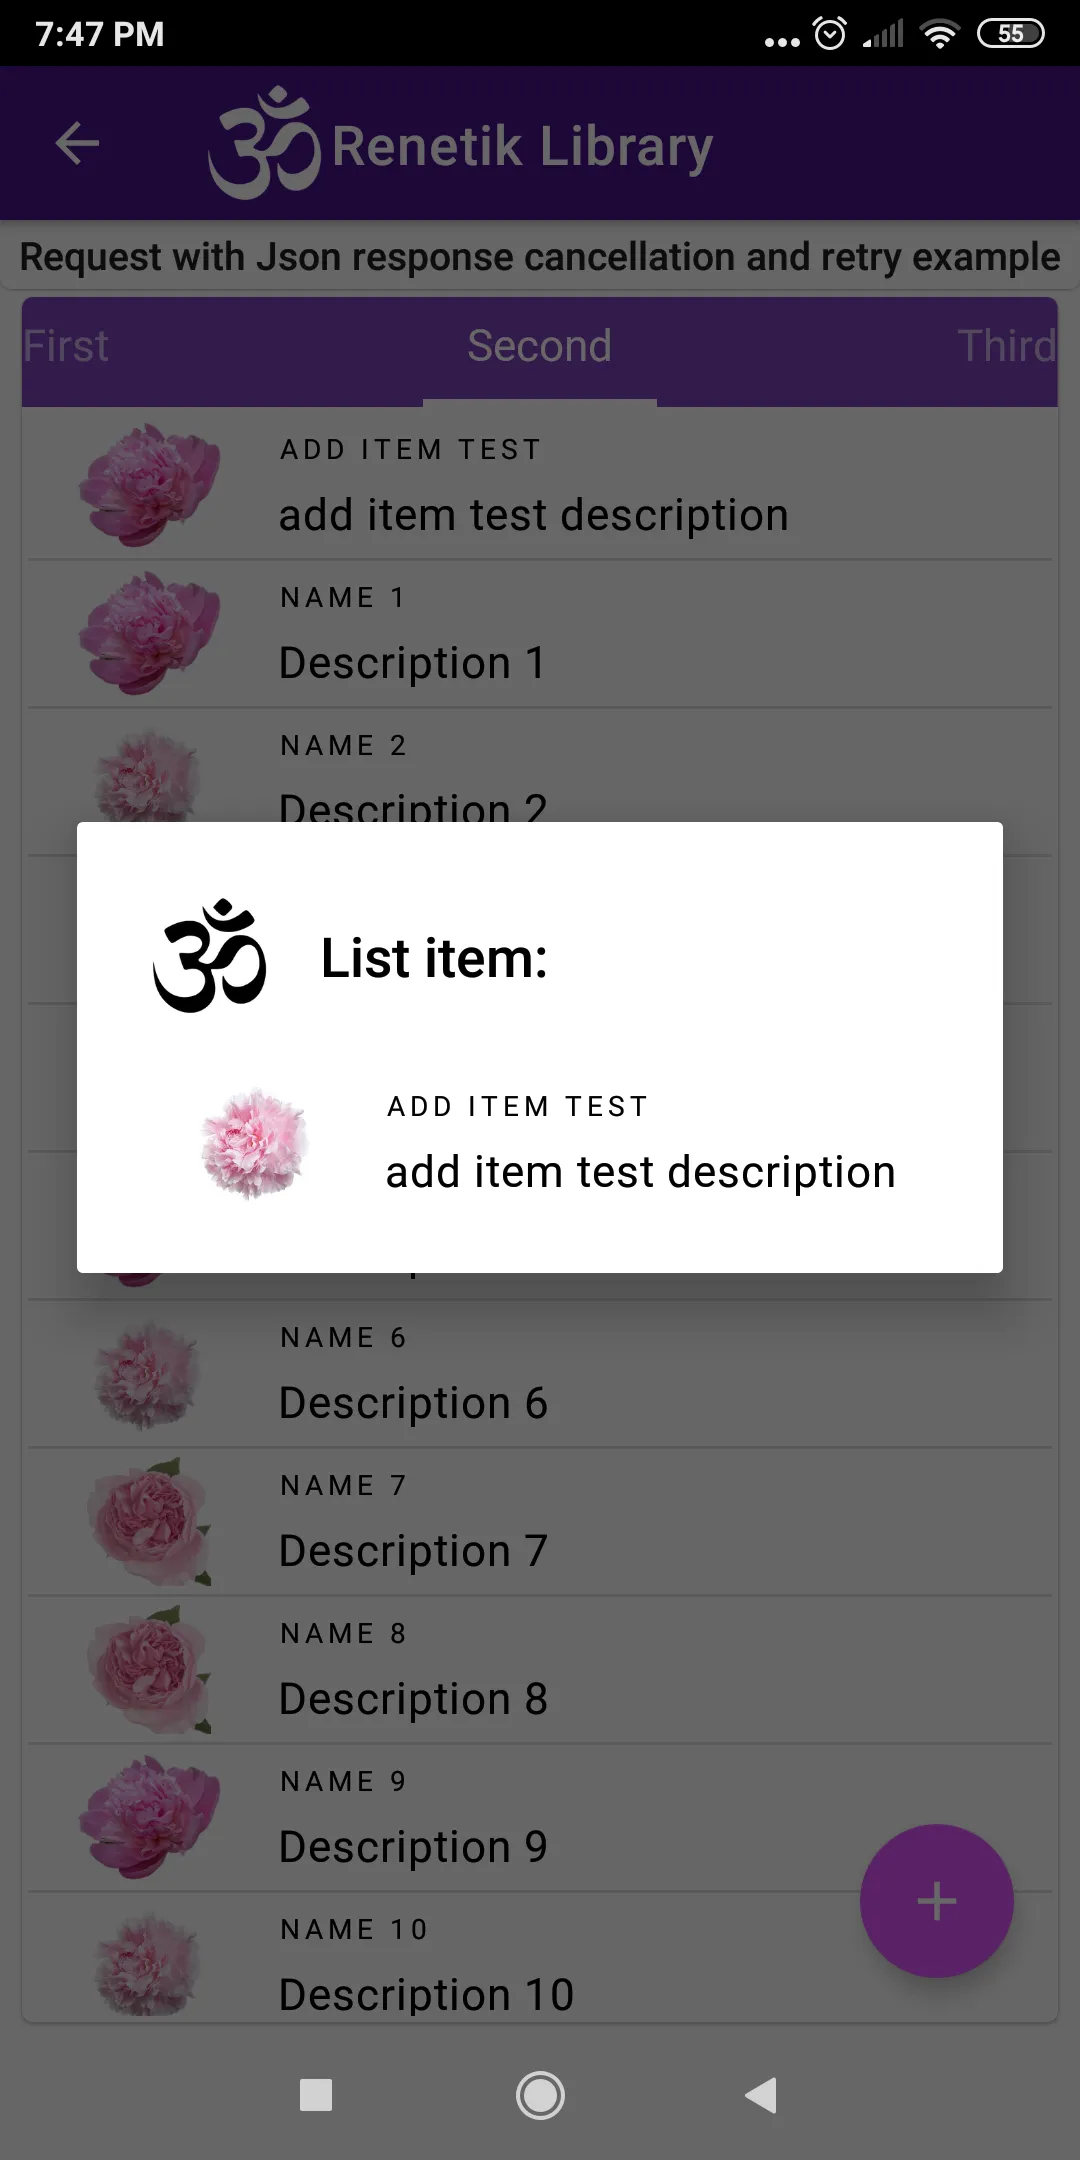 7:47 PM
55
Renetik Library
Request with Json response cancellation and retry example
First Second Third
ADD ITEM TEST
add item test description
NAME 1
Description 1
NAME 2
Description 2
ॐ List item:
ADD ITEM TEST
add item test description
NAME 6
Description 6
NAME 7
Description 7
NAME 8
Description 8
NAME 9
Description 9
NAME 10
Description 10